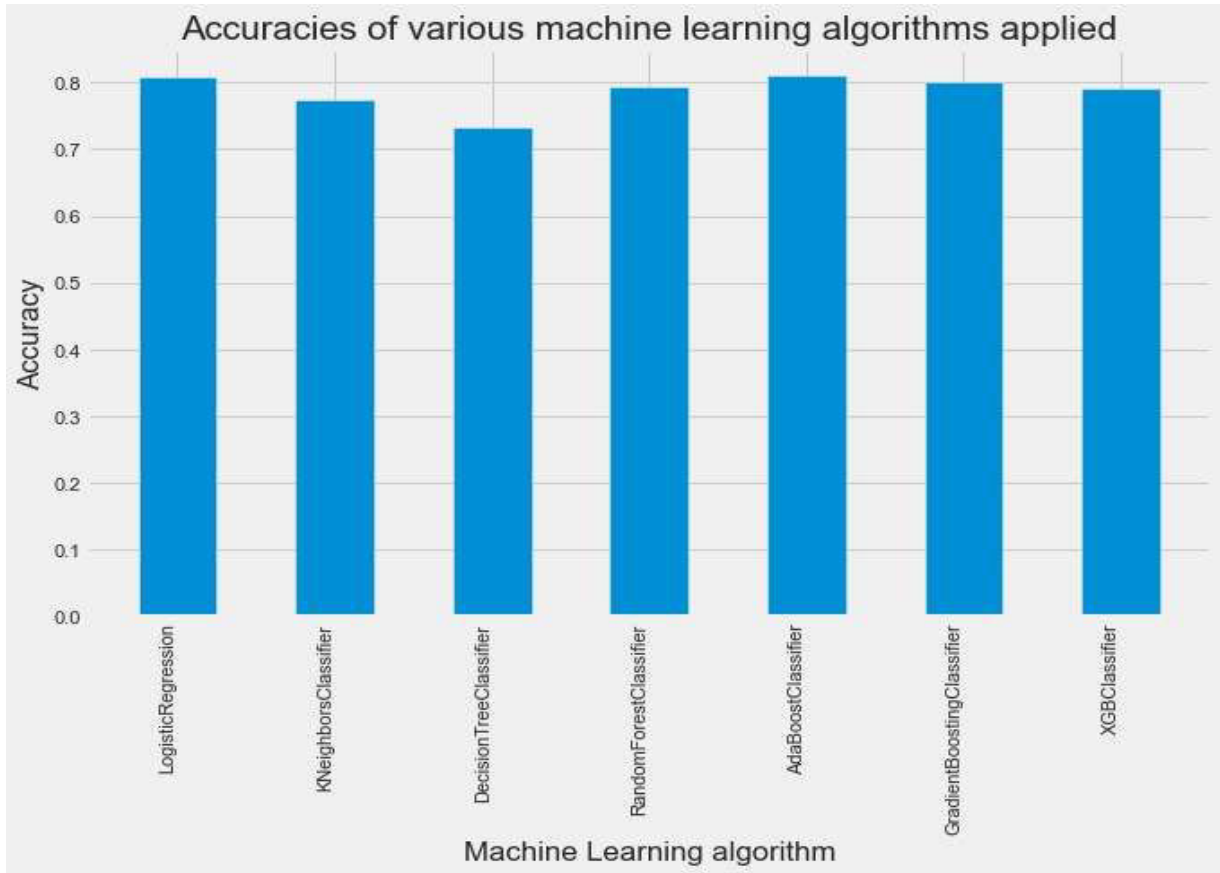 Accuracies of various machine learning algorithms applied
Accuracy
0.8
0.7
0.6
0.5
0.4
0.3
0.2
0.1
0.0
LogisticRegression
KNeighborsClassifier
DecisionTreeClassifier
RandomForestClassifier
AdaBoostClassifier
GradientBoostingClassifier
XGBClassifier
Machine Learning algorithm